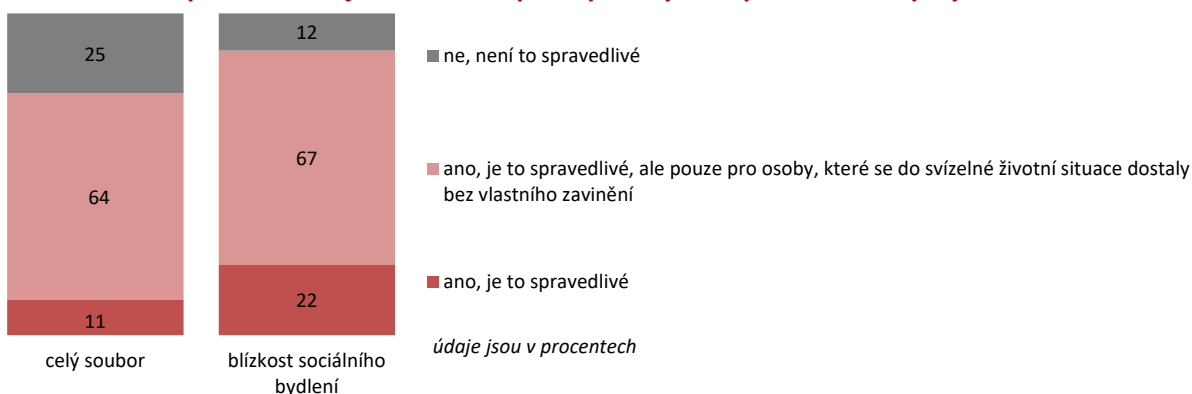 25
64
11
12
67
22
ne, není to spravedlivé
ano, je to spravedlivé, ale pouze pro osoby, které se do svízelné životní situace dostaly
bez vlastního zavinění
ano, je to spravedlivé
údaje jsou v procentech
celý soubor
blízkost sociálního
bydlení